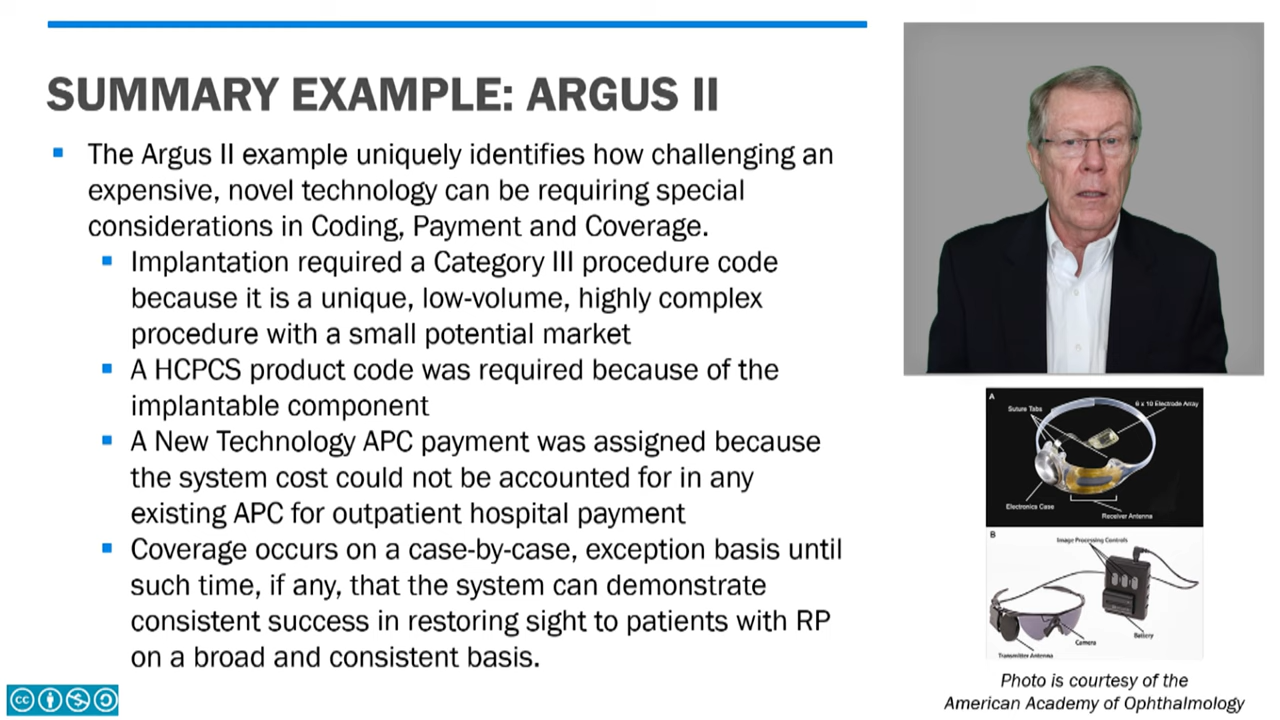 SUMMARY EXAMPLE: ARGUS II
The Argus II example uniquely identifies how challenging an
expensive, novel technology can be requiring special
considerations in Coding, Payment and Coverage.
Implantation required a Category III procedure code
because it is a unique, low-volume, highly complex
procedure with a small potential market
A HCPCS product code was required because of the
implantable component
A New Technology APC payment was assigned because
the system cost could not be accounted for in any
existing APC for outpatient hospital payment
Coverage occurs on a case-by-case, exception basis until
such time, if any, that the system can demonstrate
consistent success in restoring sight to patients with RP
on a broad and consistent basis.
A
Suture Tabs
6 x 10 Electrode Array
Electronics Case
Receiver Antenna
B
Image Processing Controls
Camera
Battery
Transmitter Antenna
Photo is courtesy of the
American Academy of Ophthalmology
cc